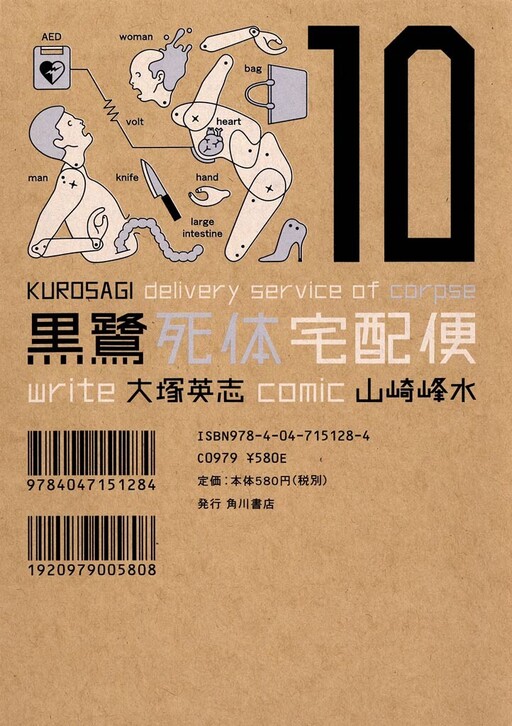 AED
woman
10
bag
volt
heart
man
knife
hand
large
intestine
KUROSAGI delivery service of corpse
黒鷺死体宅配便
write 大塚英志 comic 山崎峰水
ISBN978-4-04-715128-4
C0979 ¥580E
定価：本体580円（税別）
発行 角川書店
9784047151284
1920979005808